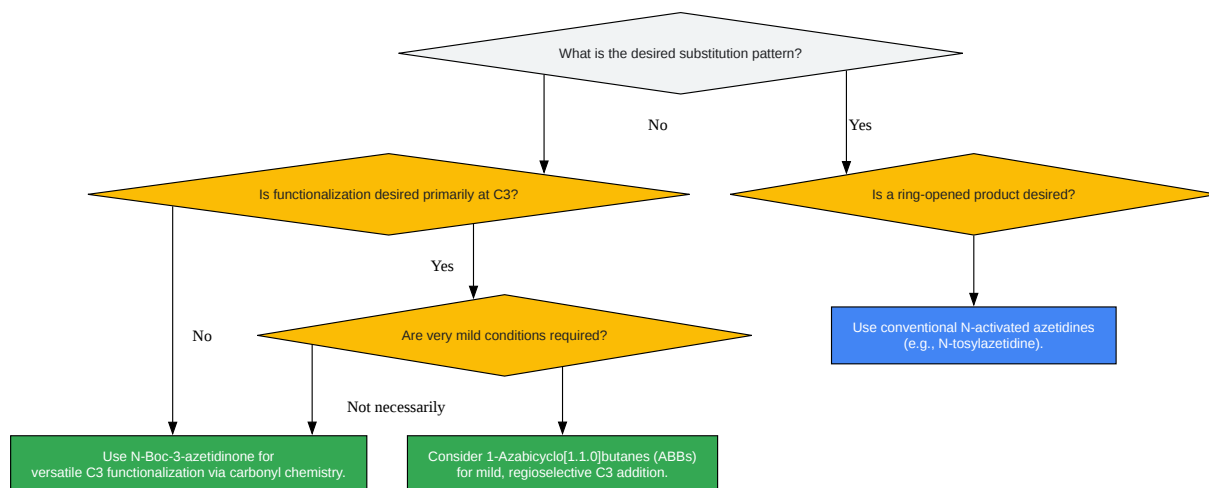 What is the desired substitution pattern?
No
Yes
Is functionalization desired primarily at C3?
Is a ring-opened product desired?
Yes
No
Are very mild conditions required?
Use conventional N-activated azetidines
(e.g., N-tosylazetidine).
Not necessarily
Use N-Boc-3-azetidinone for
versatile C3 functionalization via carbonyl chemistry.
Consider 1-Azabicyclo[1.1.0]butanes (ABBs)
for mild, regioselective C3 addition.